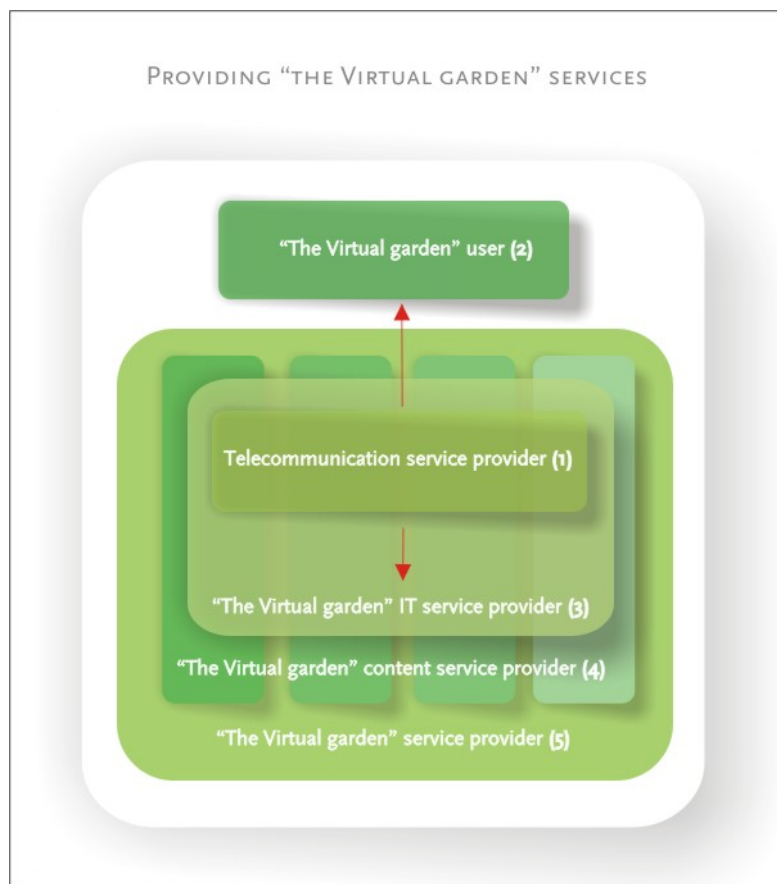 Providing “the Virtual garden” services
“The Virtual garden” user (2)
Telecommunication service provider (1)
“The Virtual garden” IT service provider (3)
“The Virtual garden” content service provider (4)
“The Virtual garden” service provider (5)